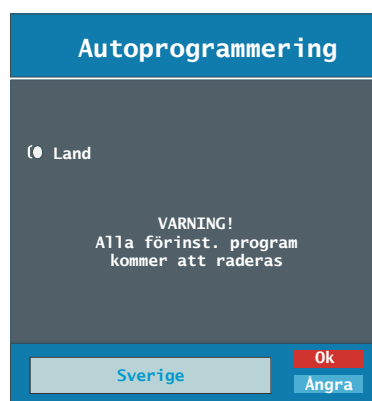 Autoprogrammering
Land
VARNING!
Alla förinst. program
kommer att raderas
Sverige
Ok
Ångra